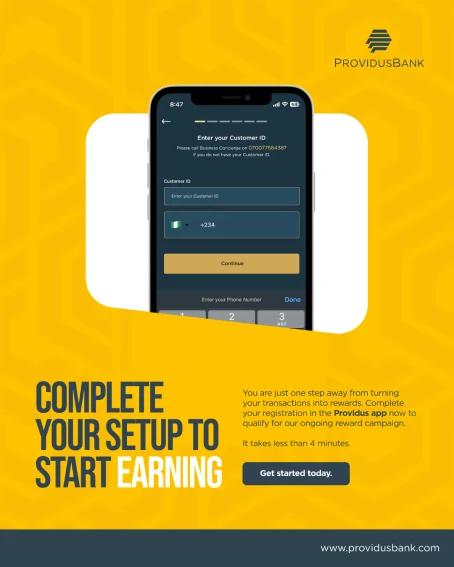 PROVIDUSBANK
8:47
Enter your Customer ID
Please call Business Concierge on 070077684387
if you do not have your Customer ID.
Customer ID
Enter your Customer ID
+234
Continue
Enter your Phone Number Done
1 2 3
COMPLETE
YOUR SETUP TO
START EARNING
You are just one step away from turning
your transactions into rewards. Complete
your registration in the Providus app now to
qualify for our ongoing reward campaign.
It takes less than 4 minutes.
Get started today.
www.providusbank.com